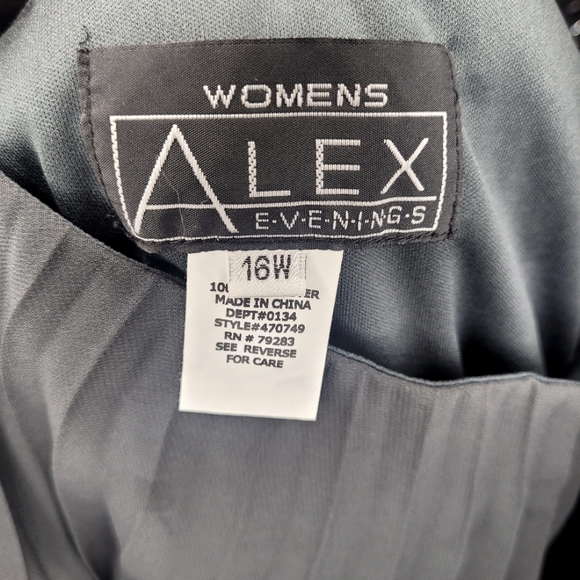 WOMENS
ALEX
E·V·E·N·I·N·G·S
16W
MADE IN CHINA
DEPT#0134
STYLE#470749
RN # 79283
SEE REVERSE
FOR CARE